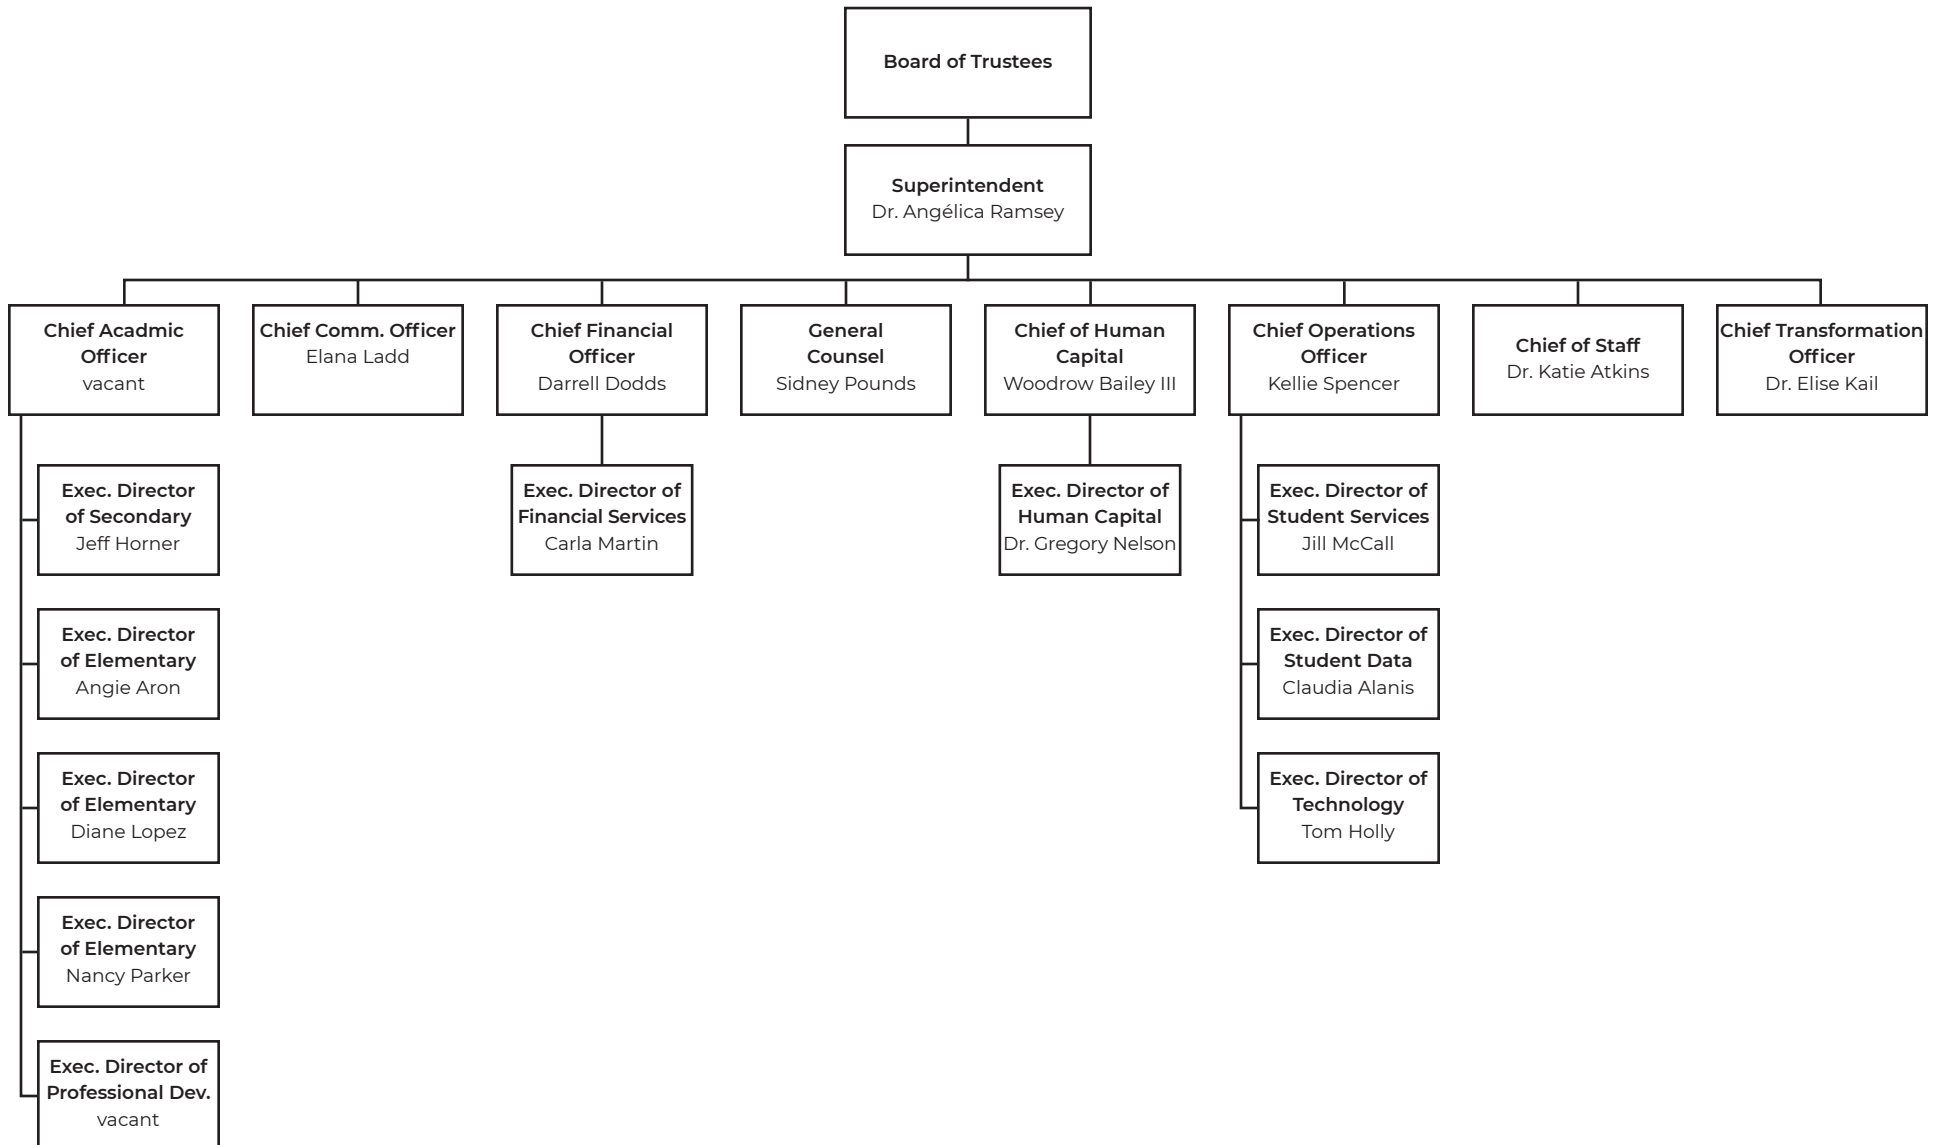 Board of Trustees
Superintendent
Dr. Angélica Ramsey
Chief Acadmic
Officer
vacant
Chief Comm. Officer
Elana Ladd
Chief Financial
Officer
Darrell Dodds
General
Counsel
Sidney Pounds
Chief of Human
Capital
Woodrow Bailey III
Chief Operations
Officer
Kellie Spencer
Chief of Staff
Dr. Katie Atkins
Chief Transformation
Officer
Dr. Elise Kail
Exec. Director
of Secondary
Jeff Horner
Exec. Director of
Financial Services
Carla Martin
Exec. Director of
Human Capital
Dr. Gregory Nelson
Exec. Director of
Student Services
Jill McCall
Exec. Director
of Elementary
Angie Aron
Exec. Director of
Student Data
Claudia Alanis
Exec. Director
of Elementary
Diane Lopez
Exec. Director of
Technology
Tom Holly
Exec. Director
of Elementary
Nancy Parker
Exec. Director of
Professional Dev.
vacant